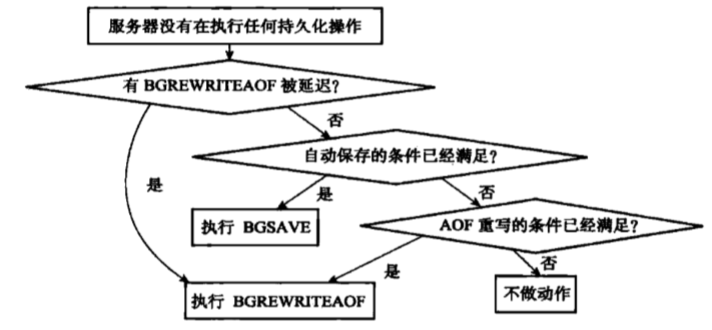 服务器没有在执行任何持久化操作
有 BGREWRITEAOF 被延迟?
否
自动保存的条件已经满足?
是
是
否
执行 BGSAVE
AOF 重写的条件已经满足?
是
否
执行 BGREWRITEAOF
不做动作